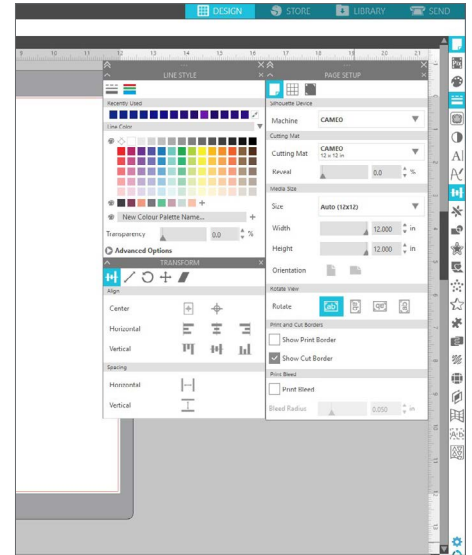 DESIGN
STORE
LIBRARY
SEND
9 10 11 12 13 14 15 16 17 18 19 20 21
LINE STYLE
Recently Used
Line Color
New Colour Palette Name...
Transparency 0.0 %
Advanced Options
TRANSFORM
Align
Center
Horizontal
Vertical
Spacing
Horizontal
Vertical
PAGE SETUP
Silhouette Device
Machine CAMEO
Cutting Mat
Cutting Mat CAMEO
12 x 12 in
Reveal 0.0 %
Media Size
Size Auto (12x12)
Width 12.000 in
Height 12.000 in
Orientation
Rotate View
Rotate
Print and Cut Borders
Show Print Border
Show Cut Border
Print Bleed
Print Bleed
Bleed Radius 0.050 in